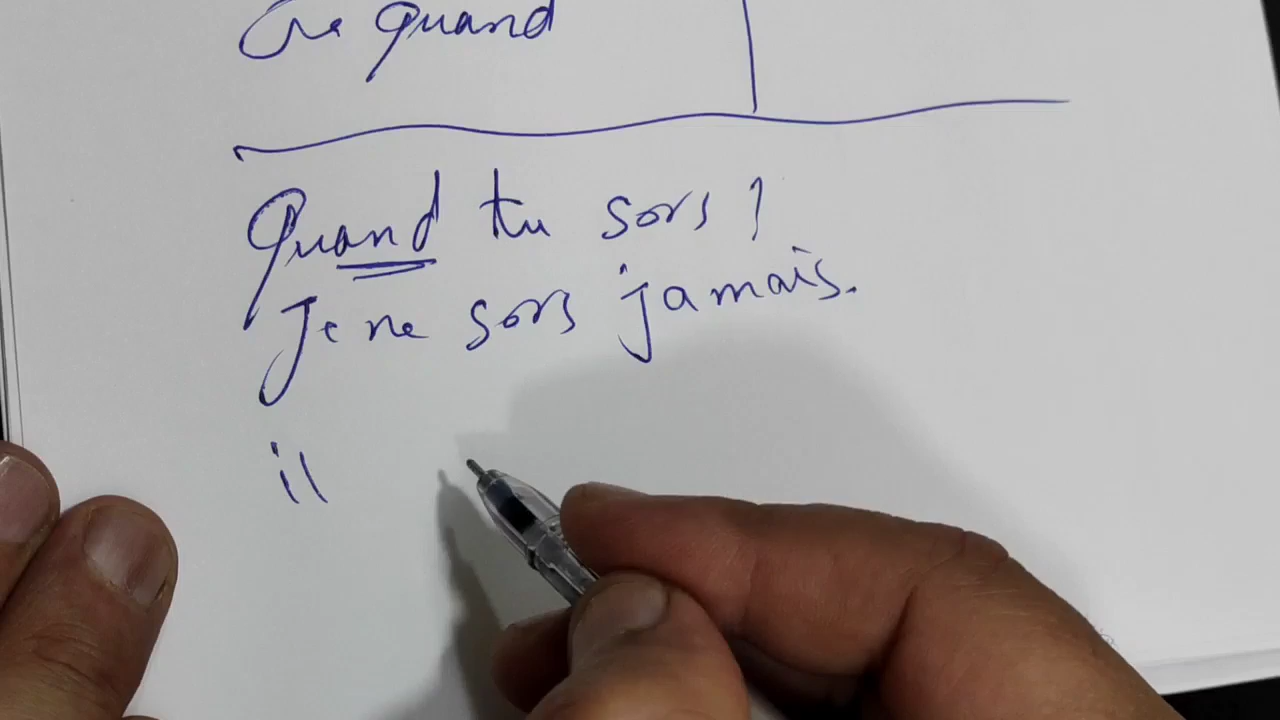 quand
Quand tu sors ?
Je ne sors jamais.
il